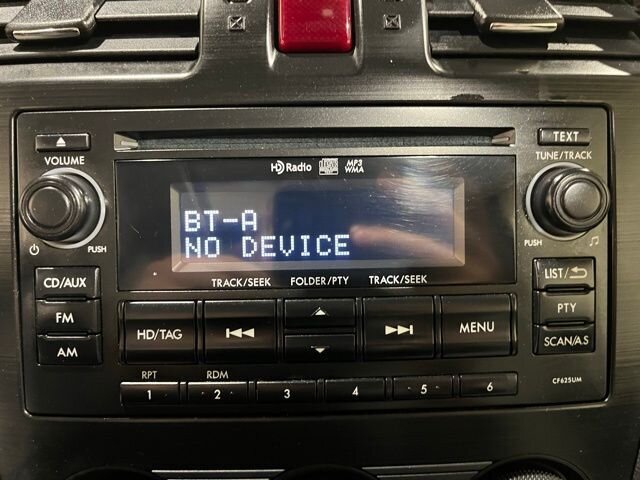 TEXT
VOLUME
HD Radio
MP3
WMA
TUNE/TRACK
BT-A
NO DEVICE
PUSH
PUSH
TRACK/SEEK
FOLDER/PTY
TRACK/SEEK
CD/AUX
LIST/
FM
HD/TAG
MENU
PTY
AM
SCAN/AS
RPT
RDM
1
2
3
4
5
6
CF625UM